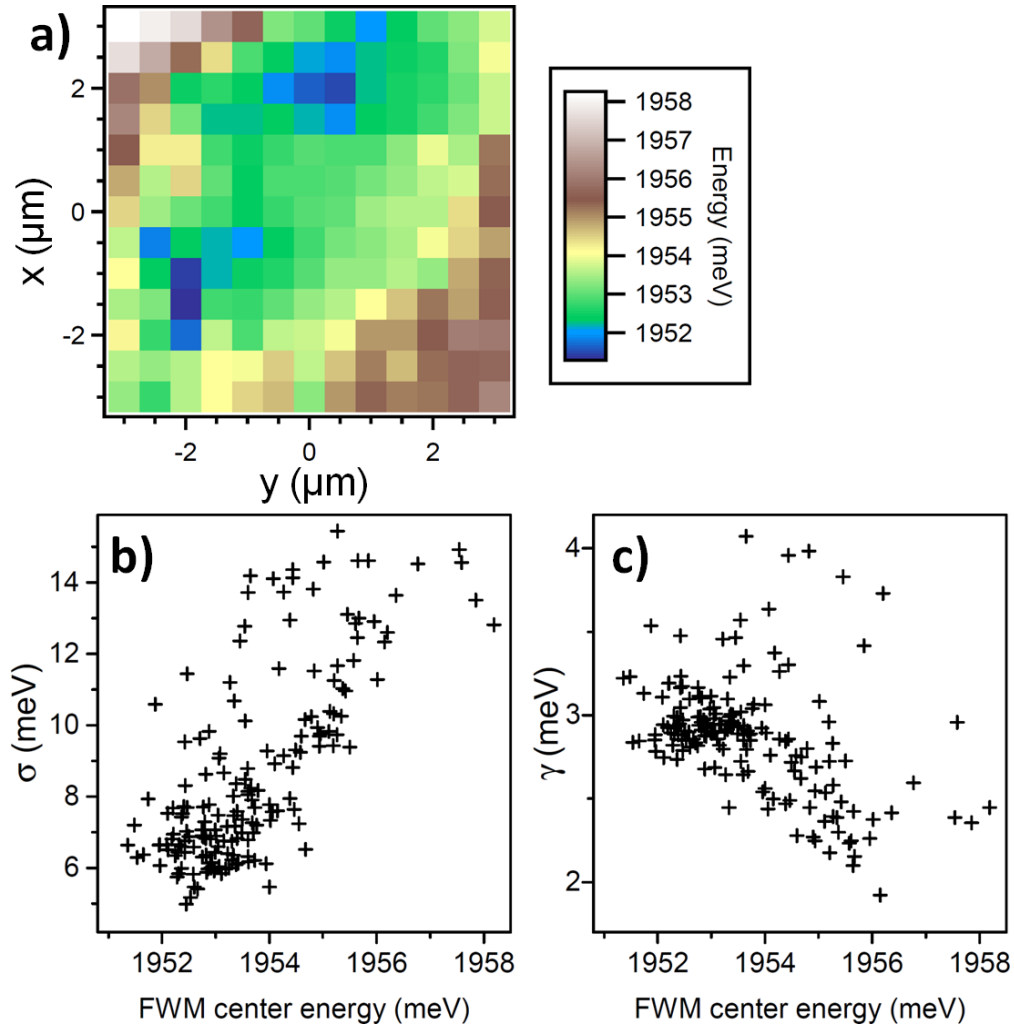 a)
2
0
-2
x (μm)
-2
0
2
y (μm)
1958
1957
1956
1955
1954
1953
1952
Energy (meV)
b)
14
12
10
8
6
σ (meV)
1952
1954
1956
1958
FWM center energy (meV)
c)
4
3
2
γ (meV)
1952
1954
1956
1958
FWM center energy (meV)